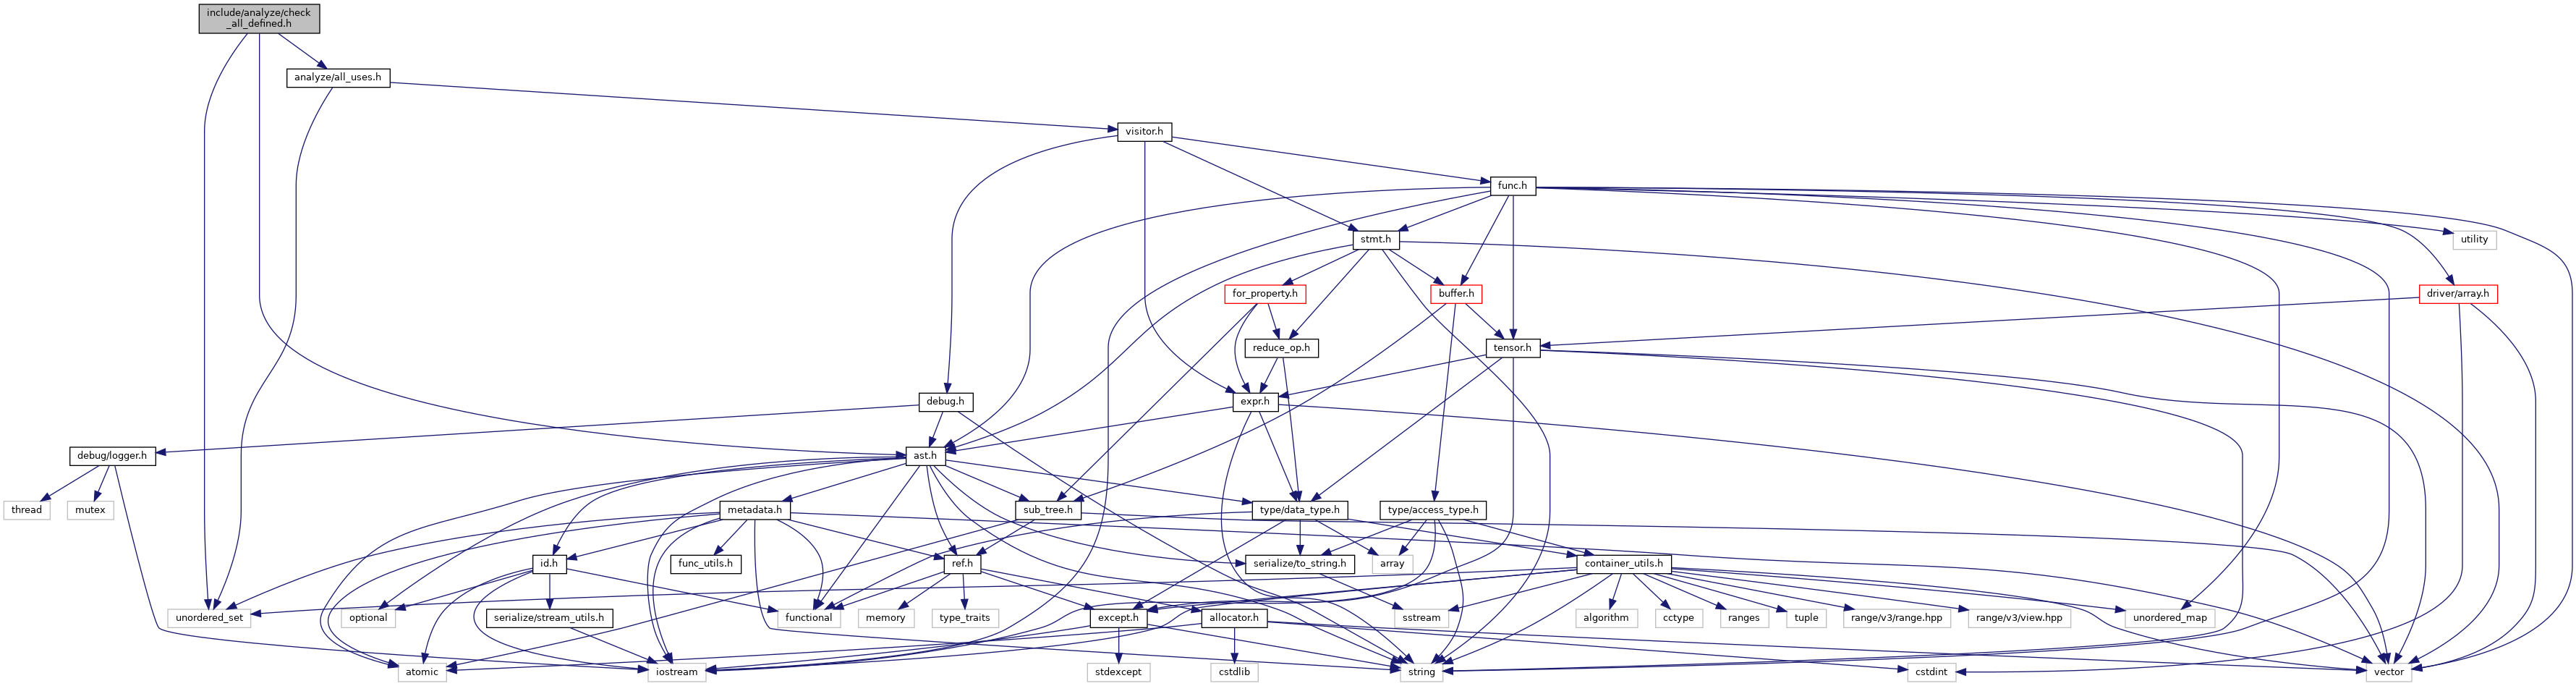 include/analyze/check
_all_defined.h
analyze/all_uses.h
visitor.h
func.h
stmt.h
utility
for_property.h
buffer.h
driver/array.h
reduce_op.h
tensor.h
debug.h
expr.h
debug/logger.h
ast.h
thread
mutex
metadata.h
sub_tree.h
type/data_type.h
type/access_type.h
id.h
func_utils.h
ref.h
serialize/to_string.h
array
container_utils.h
unordered_set
optional
serialize/stream_utils.h
functional
memory
type_traits
except.h
allocator.h
sstream
algorithm
cctype
ranges
tuple
range/v3/range.hpp
range/v3/view.hpp
unordered_map
atomic
iostream
stdexcept
cstdlib
string
cstdint
vector